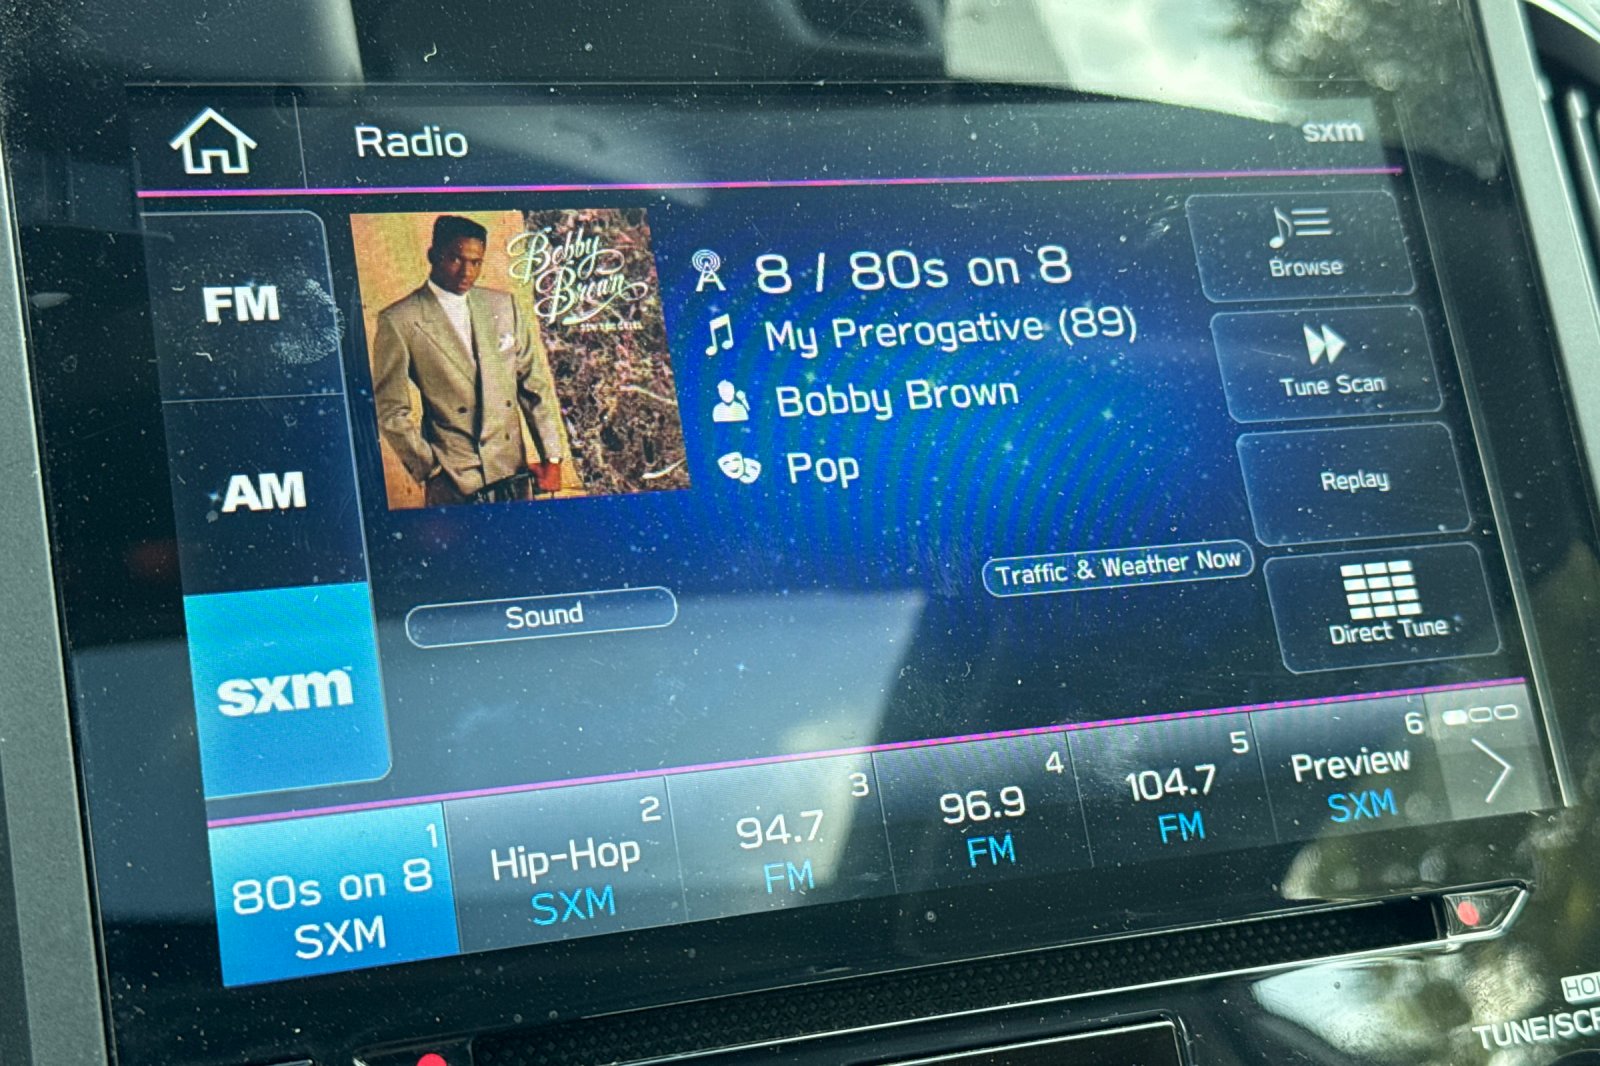 Radio
sxm
FM
AM
sxm
Bobby
Brown
8 / 80s on 8
My Prerogative (89)
Bobby Brown
Pop
Browse
Tune Scan
Replay
Direct Tune
Sound
Traffic & Weather Now
1
80s on 8
SXM
2
Hip-Hop
SXM
3
94.7
FM
4
96.9
FM
5
104.7
FM
6
Preview
SXM